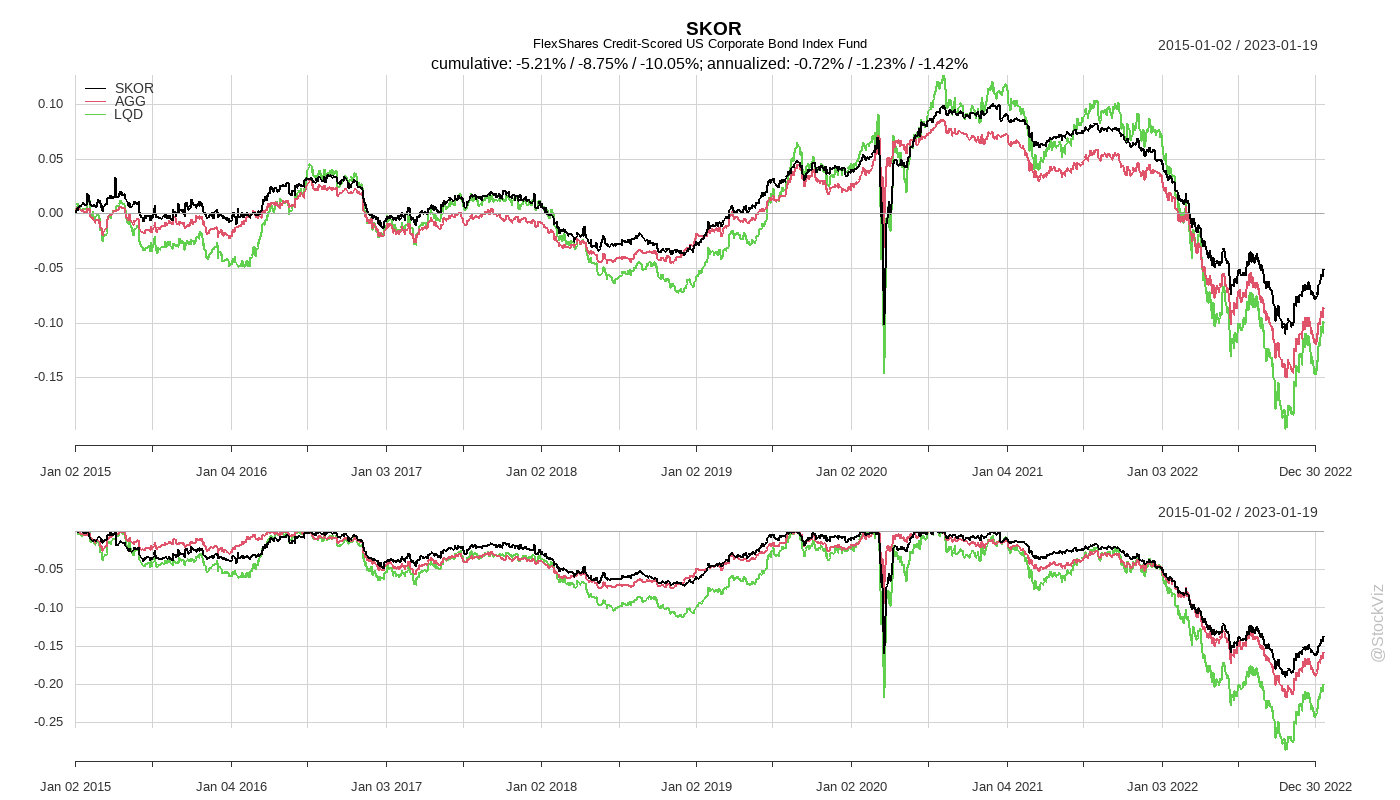 SKOR
FlexShares Credit-Scored US Corporate Bond Index Fund
2015-01-02 / 2023-01-19
cumulative: -5.21% / -8.75% / -10.05%; annualized: -0.72% / -1.23% / -1.42%
SKOR
AGG
LQD
0.10
0.05
0.00
-0.05
-0.10
-0.15
Jan 02 2015 Jan 04 2016 Jan 03 2017 Jan 02 2018 Jan 02 2019 Jan 02 2020 Jan 04 2021 Jan 03 2022 Dec 30 2022
2015-01-02 / 2023-01-19
-0.05
-0.10
-0.15
-0.20
-0.25
Jan 02 2015 Jan 04 2016 Jan 03 2017 Jan 02 2018 Jan 02 2019 Jan 02 2020 Jan 04 2021 Jan 03 2022 Dec 30 2022
@StockViz